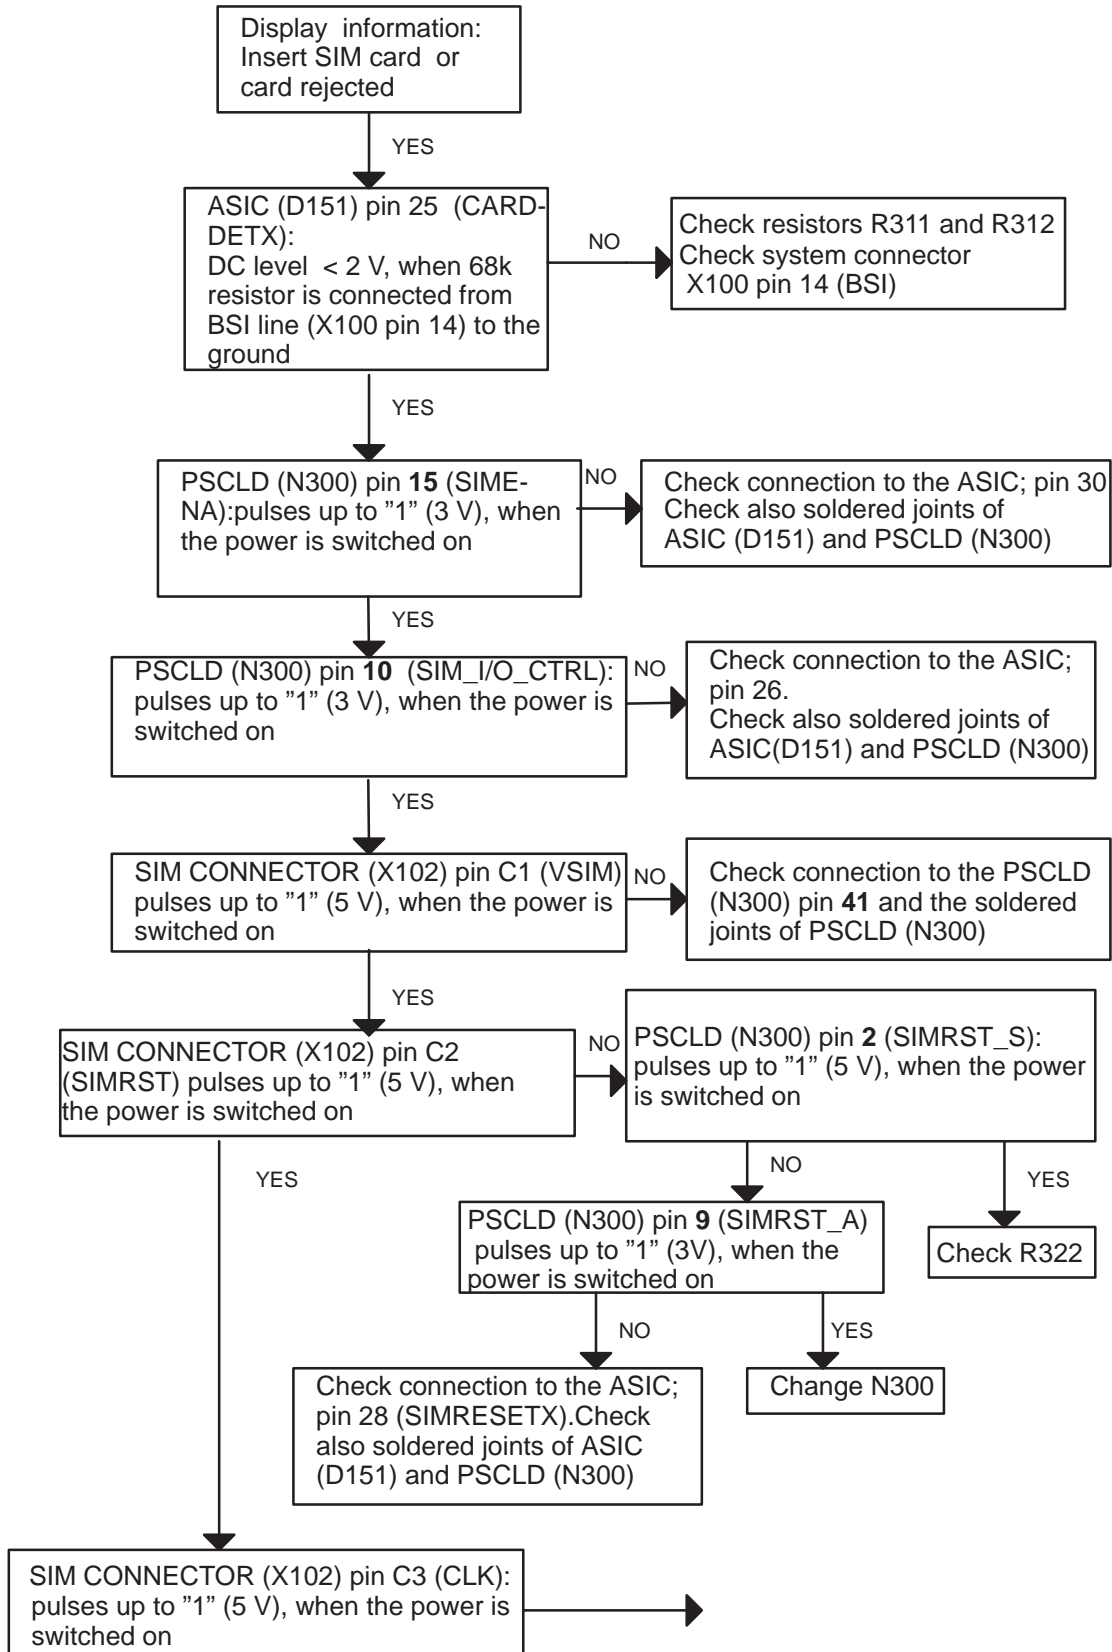 Display information:
Insert SIM card or
card rejected
YES
ASIC (D151) pin 25 (CARD-
DETX):
DC level < 2 V, when 68k
resistor is connected from
BSI line (X100 pin 14) to the
ground
NO
Check resistors R311 and R312
Check system connector
X100 pin 14 (BSI)
YES
PSCLD (N300) pin 15 (SIME-
NA):pulses up to ”1” (3 V), when
the power is switched on
NO
Check connection to the ASIC; pin 30
Check also soldered joints of
ASIC (D151) and PSCLD (N300)
YES
PSCLD (N300) pin 10 (SIM_I/O_CTRL):
pulses up to ”1” (3 V), when the power is
switched on
NO
Check connection to the ASIC;
pin 26.
Check also soldered joints of
ASIC(D151) and PSCLD (N300)
YES
SIM CONNECTOR (X102) pin C1 (VSIM)
pulses up to ”1” (5 V), when the power is
switched on
NO
Check connection to the PSCLD
(N300) pin 41 and the soldered
joints of PSCLD (N300)
YES
SIM CONNECTOR (X102) pin C2
(SIMRST) pulses up to ”1” (5 V), when
the power is switched on
NO
PSCLD (N300) pin 2 (SIMRST_S):
pulses up to ”1” (5 V), when the power
is switched on
YES
NO
YES
PSCLD (N300) pin 9 (SIMRST_A)
pulses up to ”1” (3V), when the
power is switched on
Check R322
NO
YES
Check connection to the ASIC;
pin 28 (SIMRESETX).Check
also soldered joints of ASIC
(D151) and PSCLD (N300)
Change N300
SIM CONNECTOR (X102) pin C3 (CLK):
pulses up to ”1” (5 V), when the power is
switched on